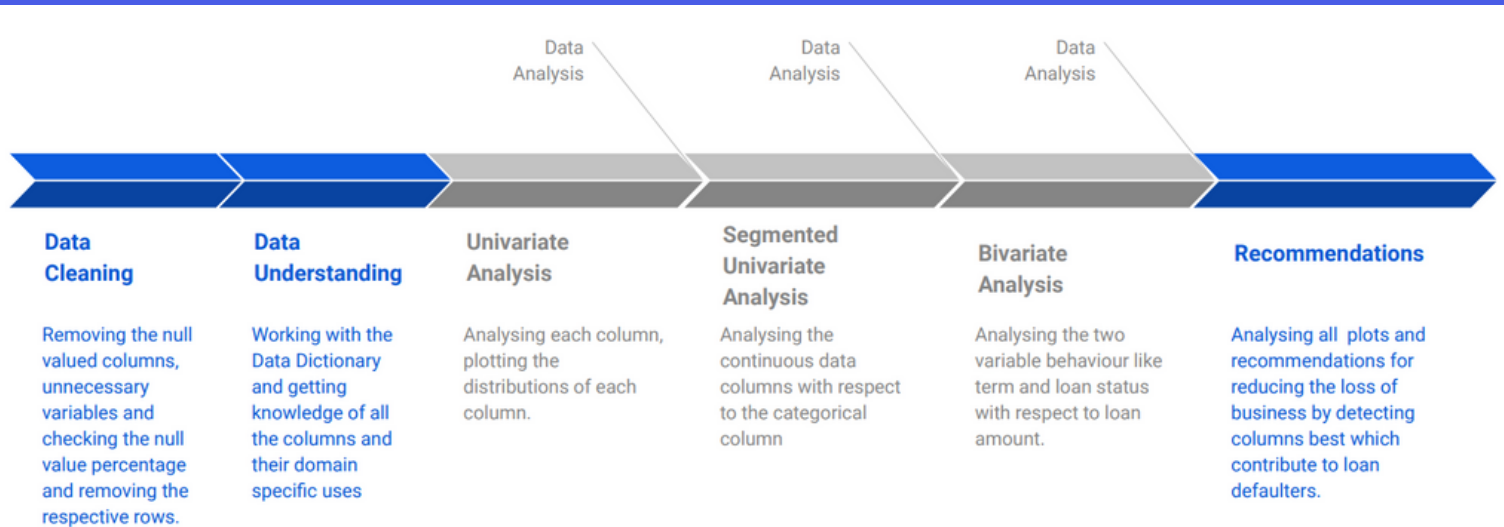 Data
Analysis
Data
Analysis
Data
Analysis
Data
Cleaning
Removing the null
valued columns,
unnecessary
variables and
checking the null
value percentage
and removing the
respective rows.
Data
Understanding
Working with the
Data Dictionary
and getting
knowledge of all
the columns and
their domain
specific uses
Univariate
Analysis
Analysing each column,
plotting the
distributions of each
column.
Segmented
Univariate
Analysis
Analysing the
continuous data
columns with respect
to the categorical
column
Bivariate
Analysis
Analysing the two
variable behaviour like
term and loan status
with respect to loan
amount.
Recommendations
Analysing all plots and
recommendations for
reducing the loss of
business by detecting
columns best which
contribute to loan
defaulters.